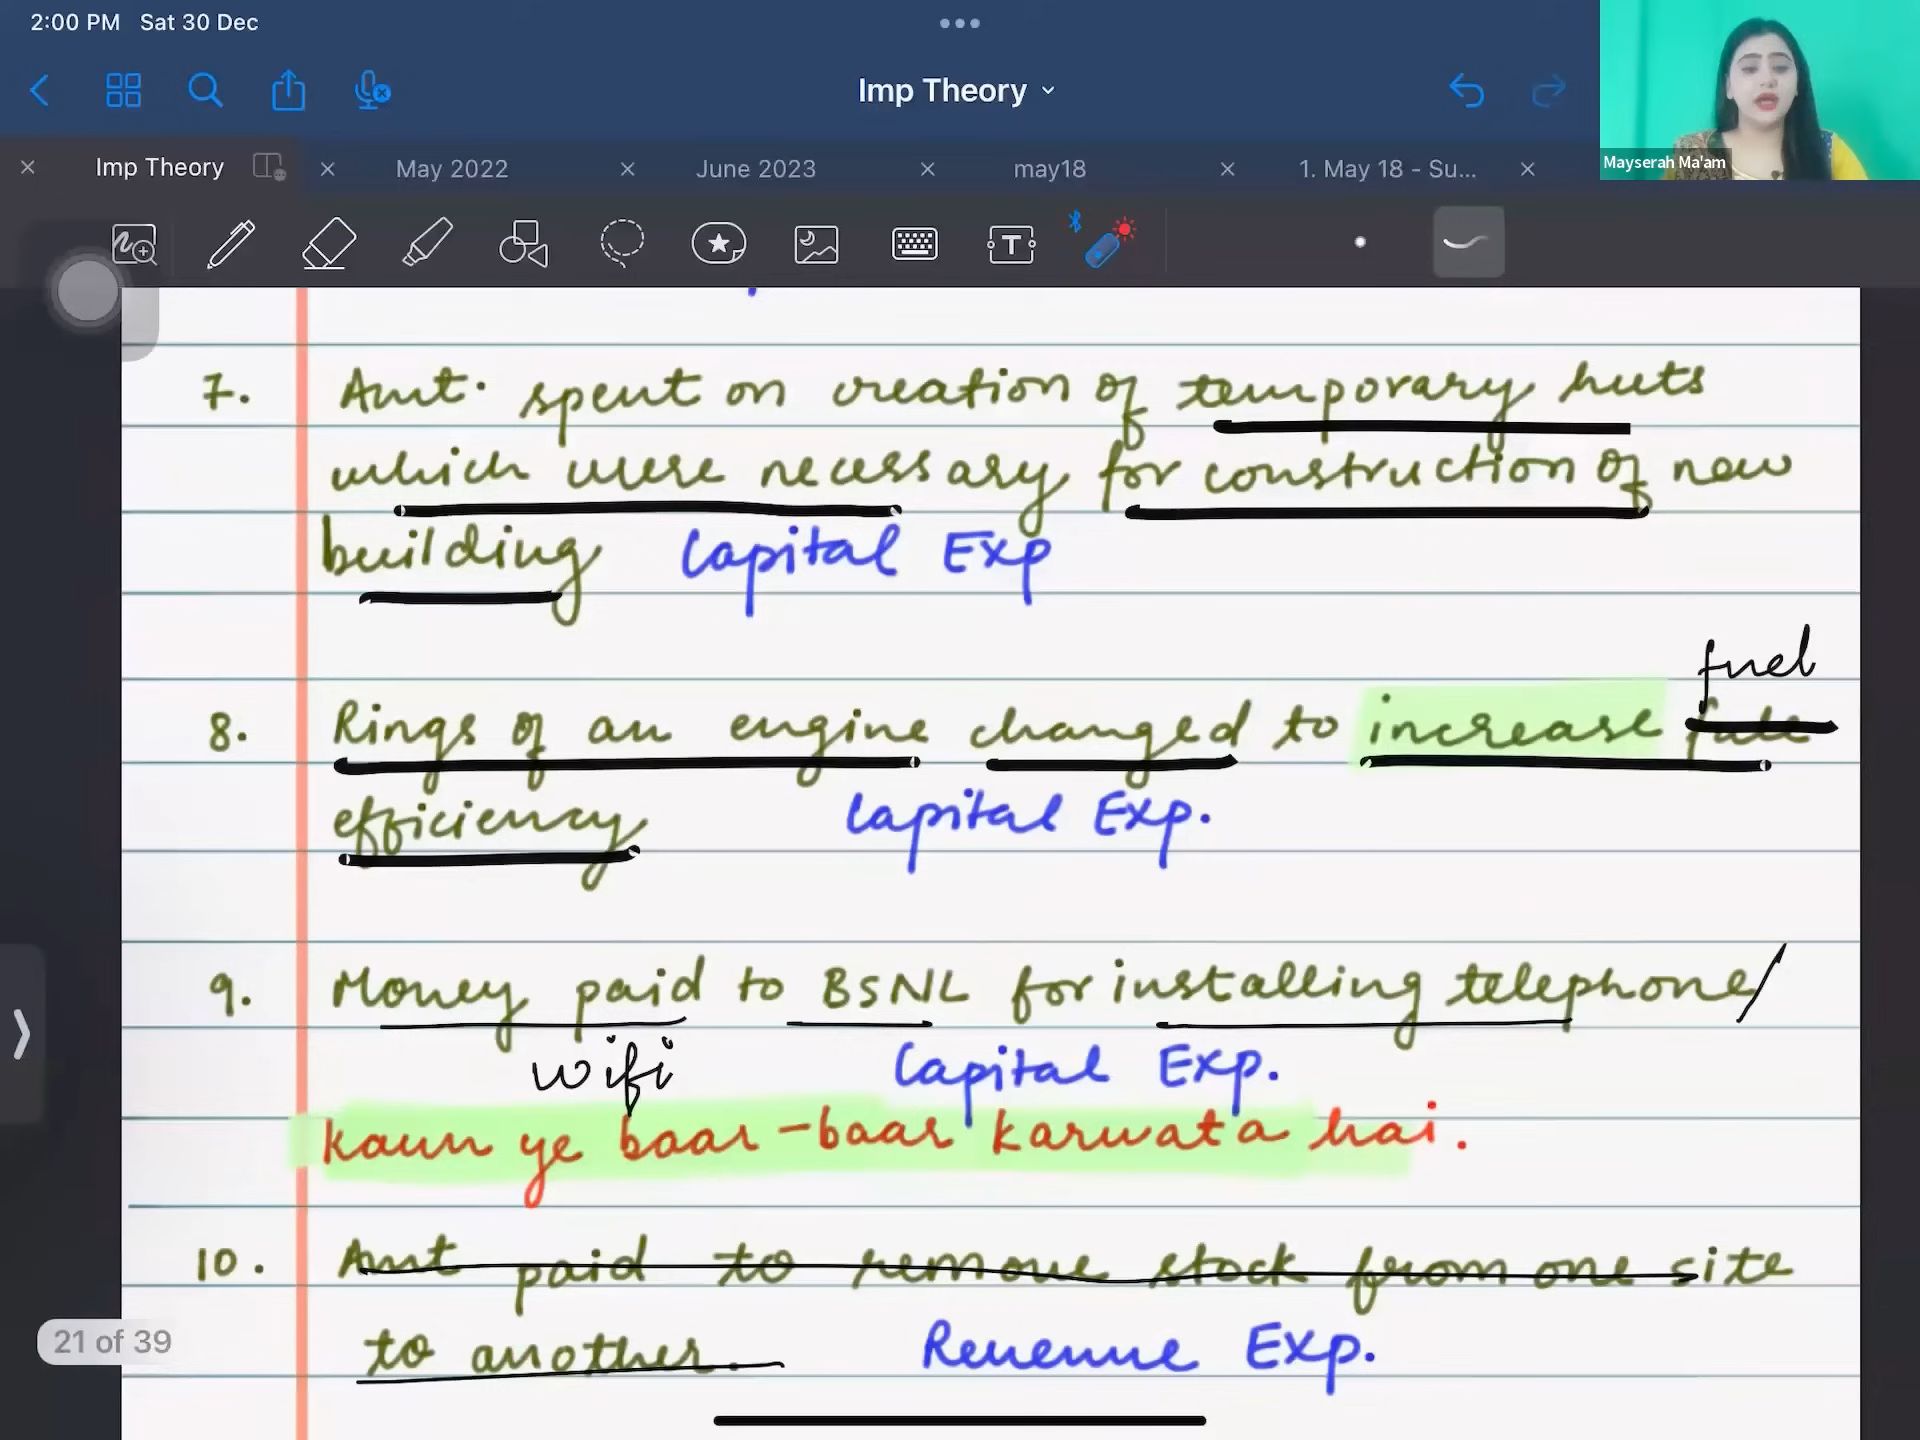 2:00 PM Sat 30 Dec
Imp Theory
Mayserah Ma'am
Imp Theory
May 2022
June 2023
may18
1. May 18 - Su...
T
7. Amt. spent on creation of temporary huts
which were necessary for construction of new
building Capital Exp
fuel
8. Rings of an engine changed to increase
efficiency Capital Exp.
9. Money paid to BSNL for installing telephone/
wifi Capital Exp.
Kaun ye baar-baar karwata hai.
10. Amt paid to remove stock from one site
to another. Revenue Exp.
21 of 39